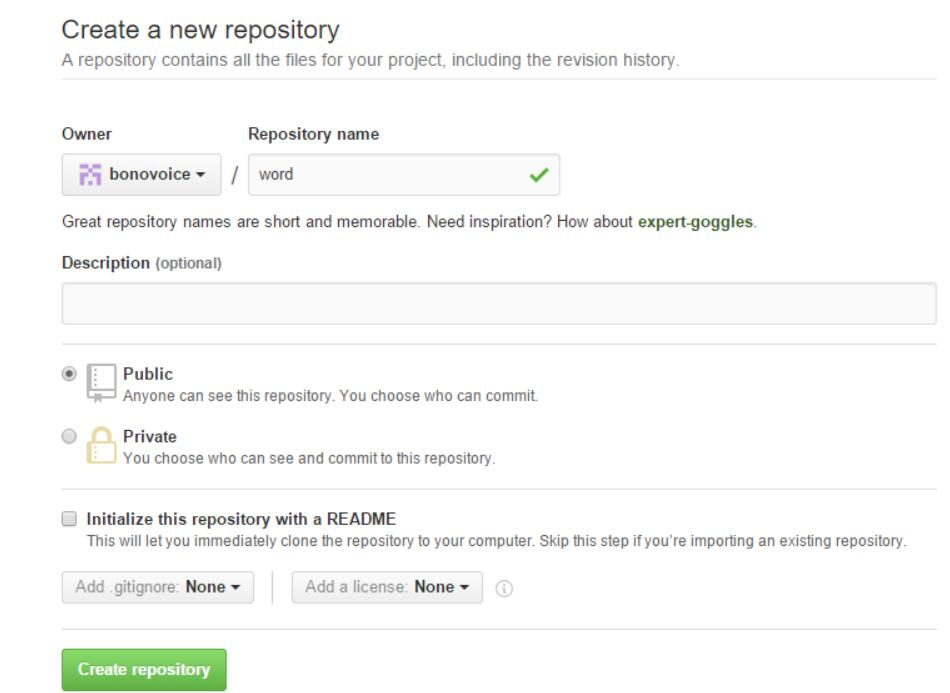 Create a new repository
A repository contains all the files for your project, including the revision history.
Owner
Repository name
bonovoice
/
word
Great repository names are short and memorable. Need inspiration? How about expert-goggles.
Description (optional)
Public
Anyone can see this repository. You choose who can commit.
Private
You choose who can see and commit to this repository.
Initialize this repository with a README
This will let you immediately clone the repository to your computer. Skip this step if you’re importing an existing repository.
Add .gitignore: None
Add a license: None
Create repository